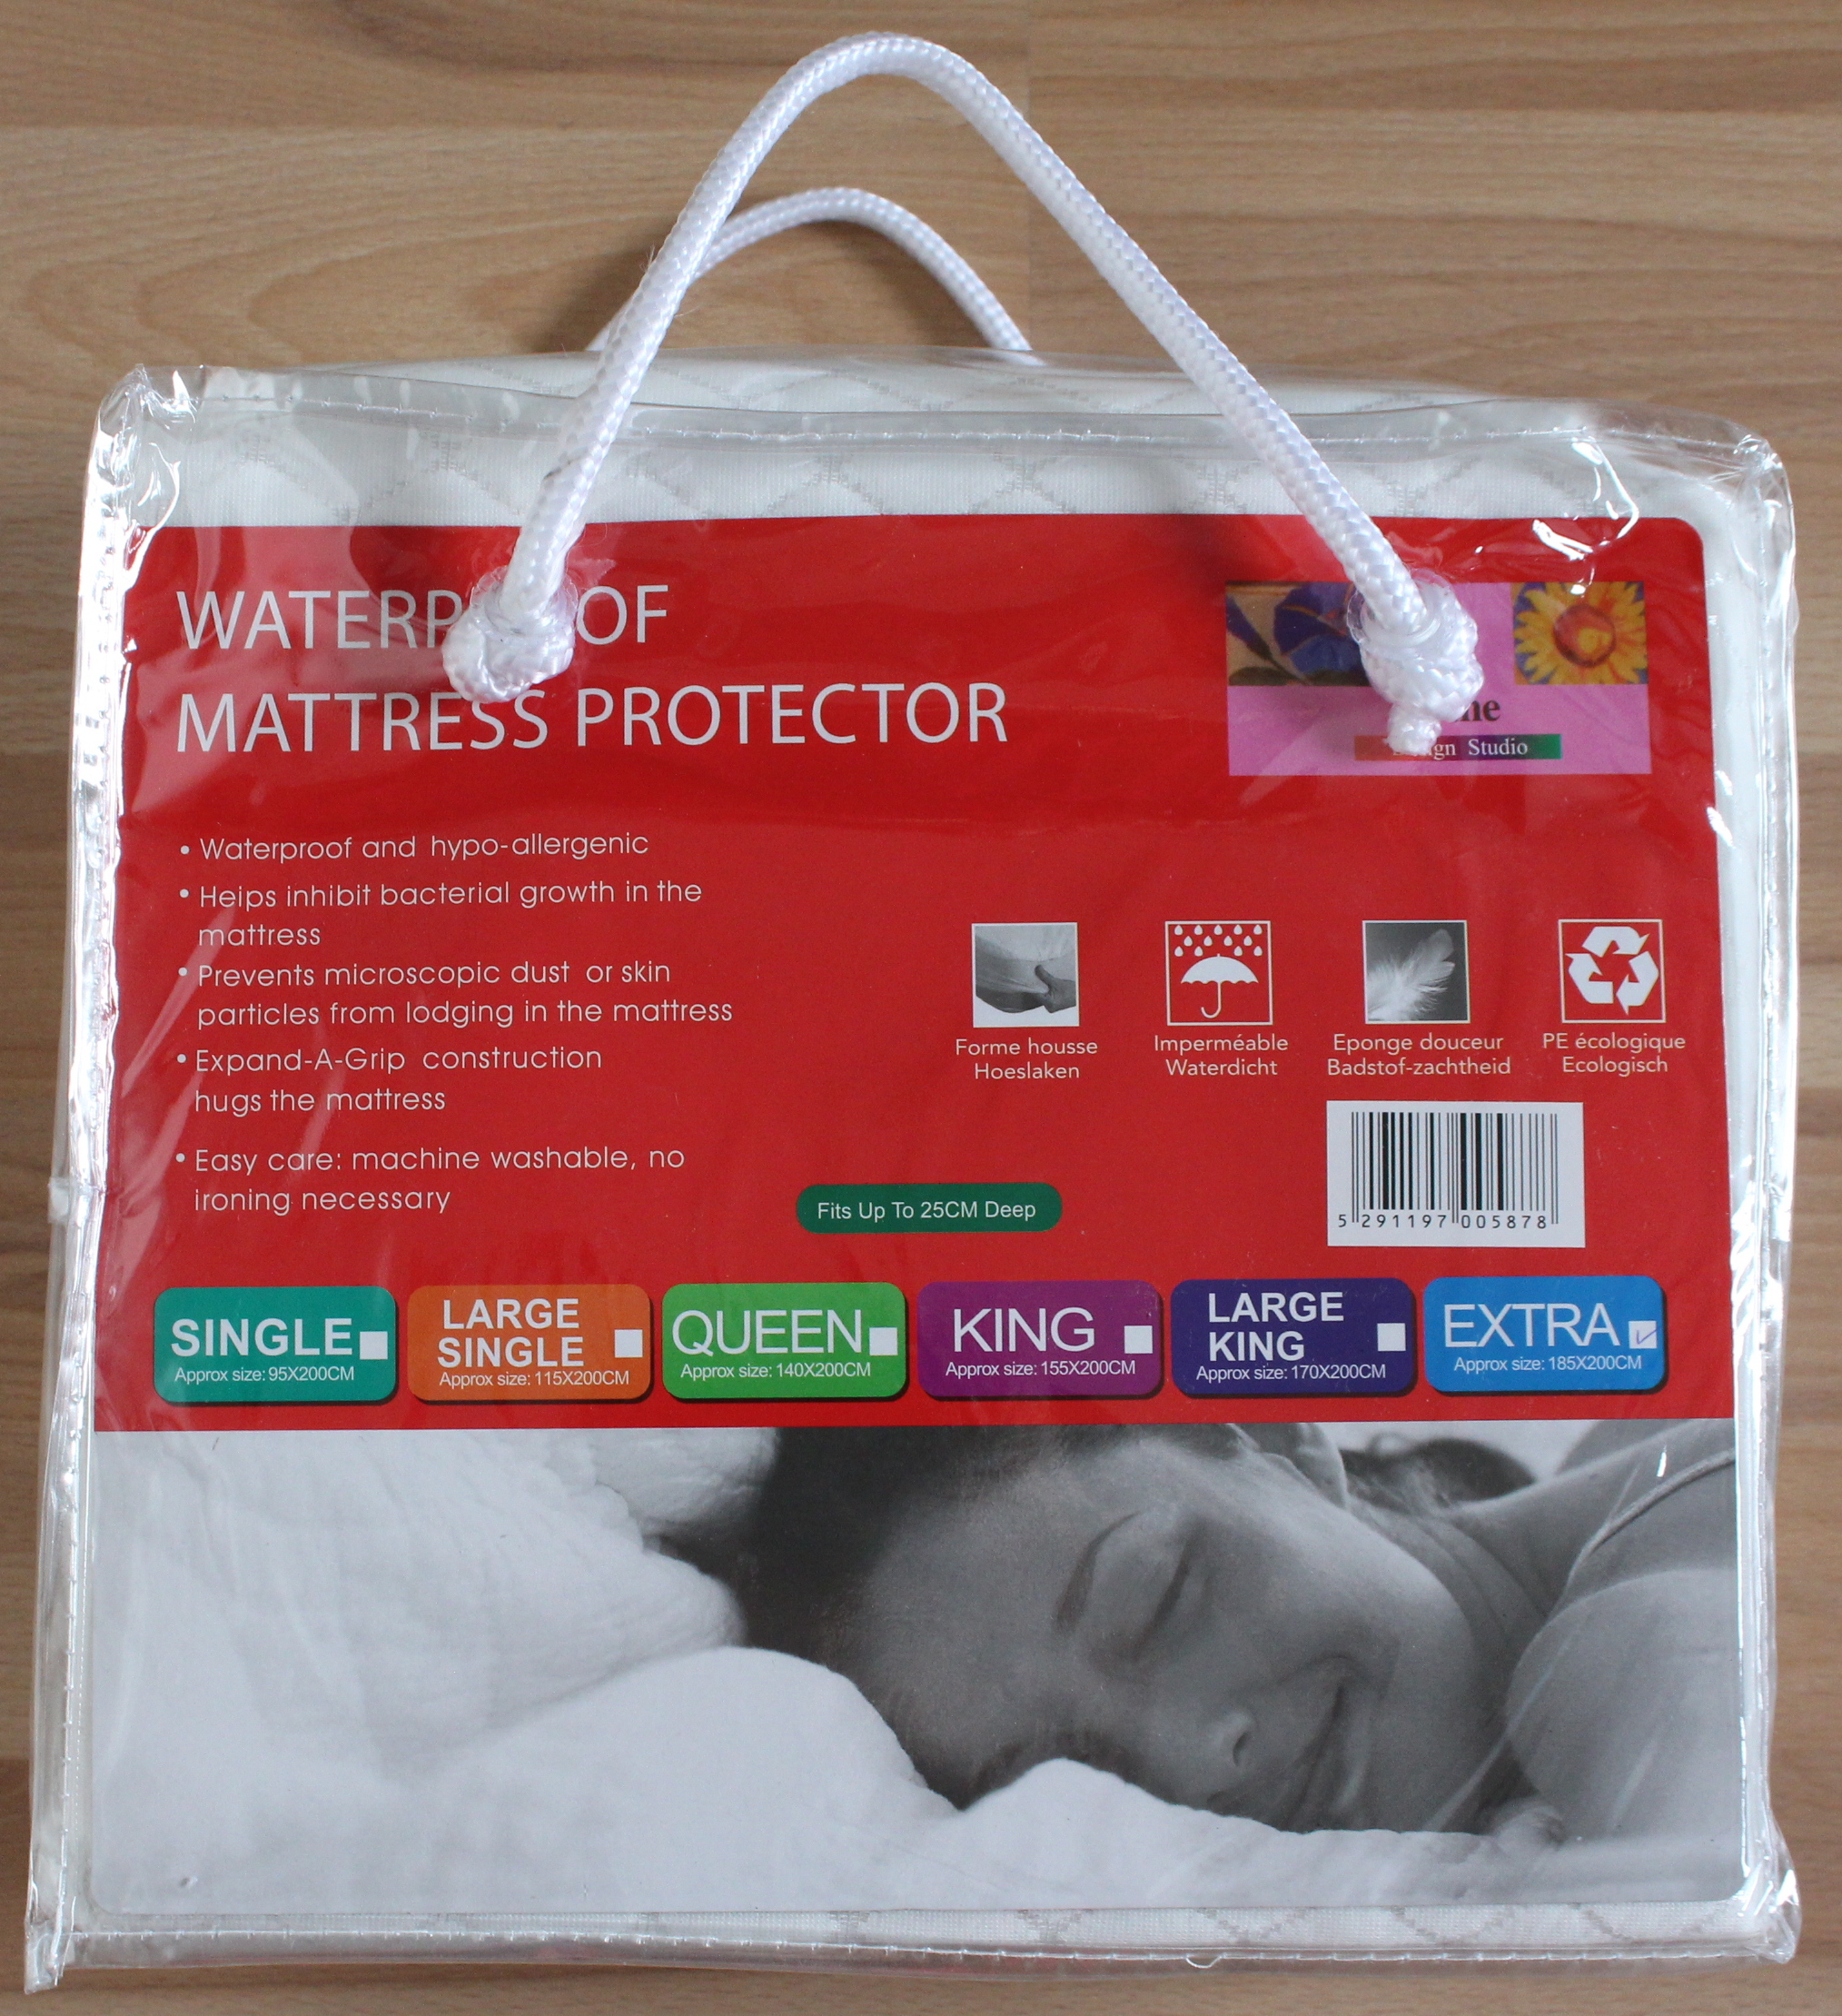 WATERPROOF
MATTRESS PROTECTOR
Design Studio
• Waterproof and hypo-allergenic
• Helps inhibit bacterial growth in the
mattress
• Prevents microscopic dust or skin
particles from lodging in the mattress
• Expand-A-Grip construction
hugs the mattress
• Easy care: machine washable, no
ironing necessary
Forme housse
Hoeslaken
Imperméable
Waterdicht
Eponge douceur
Badstof-zachtheid
PE écologique
Ecologisch
Fits Up To 25CM Deep
5 291197 005878
SINGLE
Approx size: 95X200CM
LARGE
SINGLE
Approx size: 115X200CM
QUEEN
Approx size: 140X200CM
KING
Approx size: 155X200CM
LARGE
KING
Approx size: 170X200CM
EXTRA
Approx size: 185X200CM